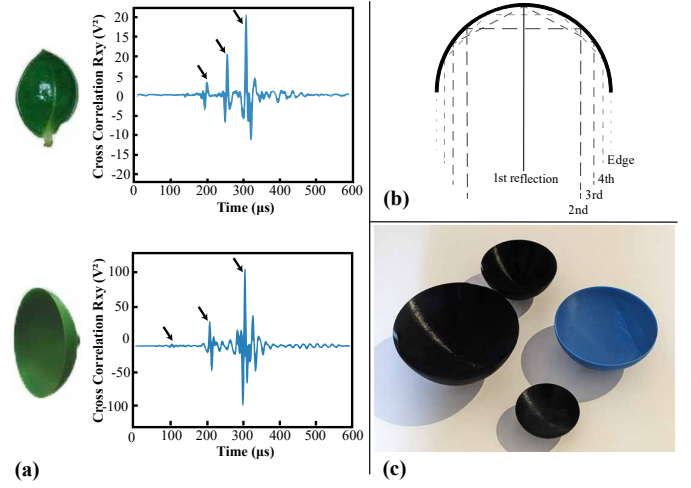 Cross Correlation Rxy (V²)
20
15
10
5
0
-5
-10
-15
-20
0 100 200 300 400 500 600
Time (µs)
Cross Correlation Rxy (V²)
100
50
0
-50
-100
0 100 200 300 400 500 600
Time (µs)
(a)
1st reflection
Edge
4th
3rd
2nd
(b)
(c)